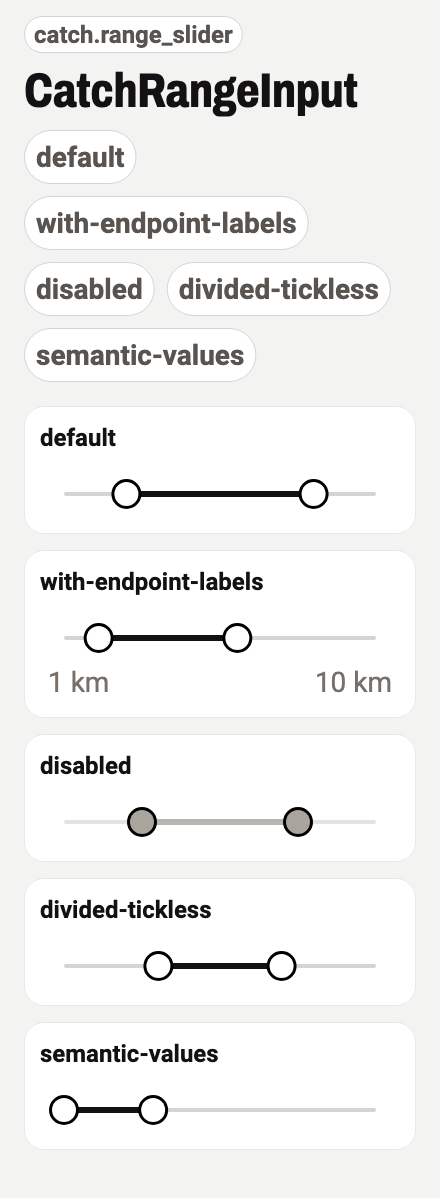 catch.range_slider
CatchRangeInput
default
with-endpoint-labels
disabled divided-tickless
semantic-values
default
with-endpoint-labels
1 km 10 km
disabled
divided-tickless
semantic-values